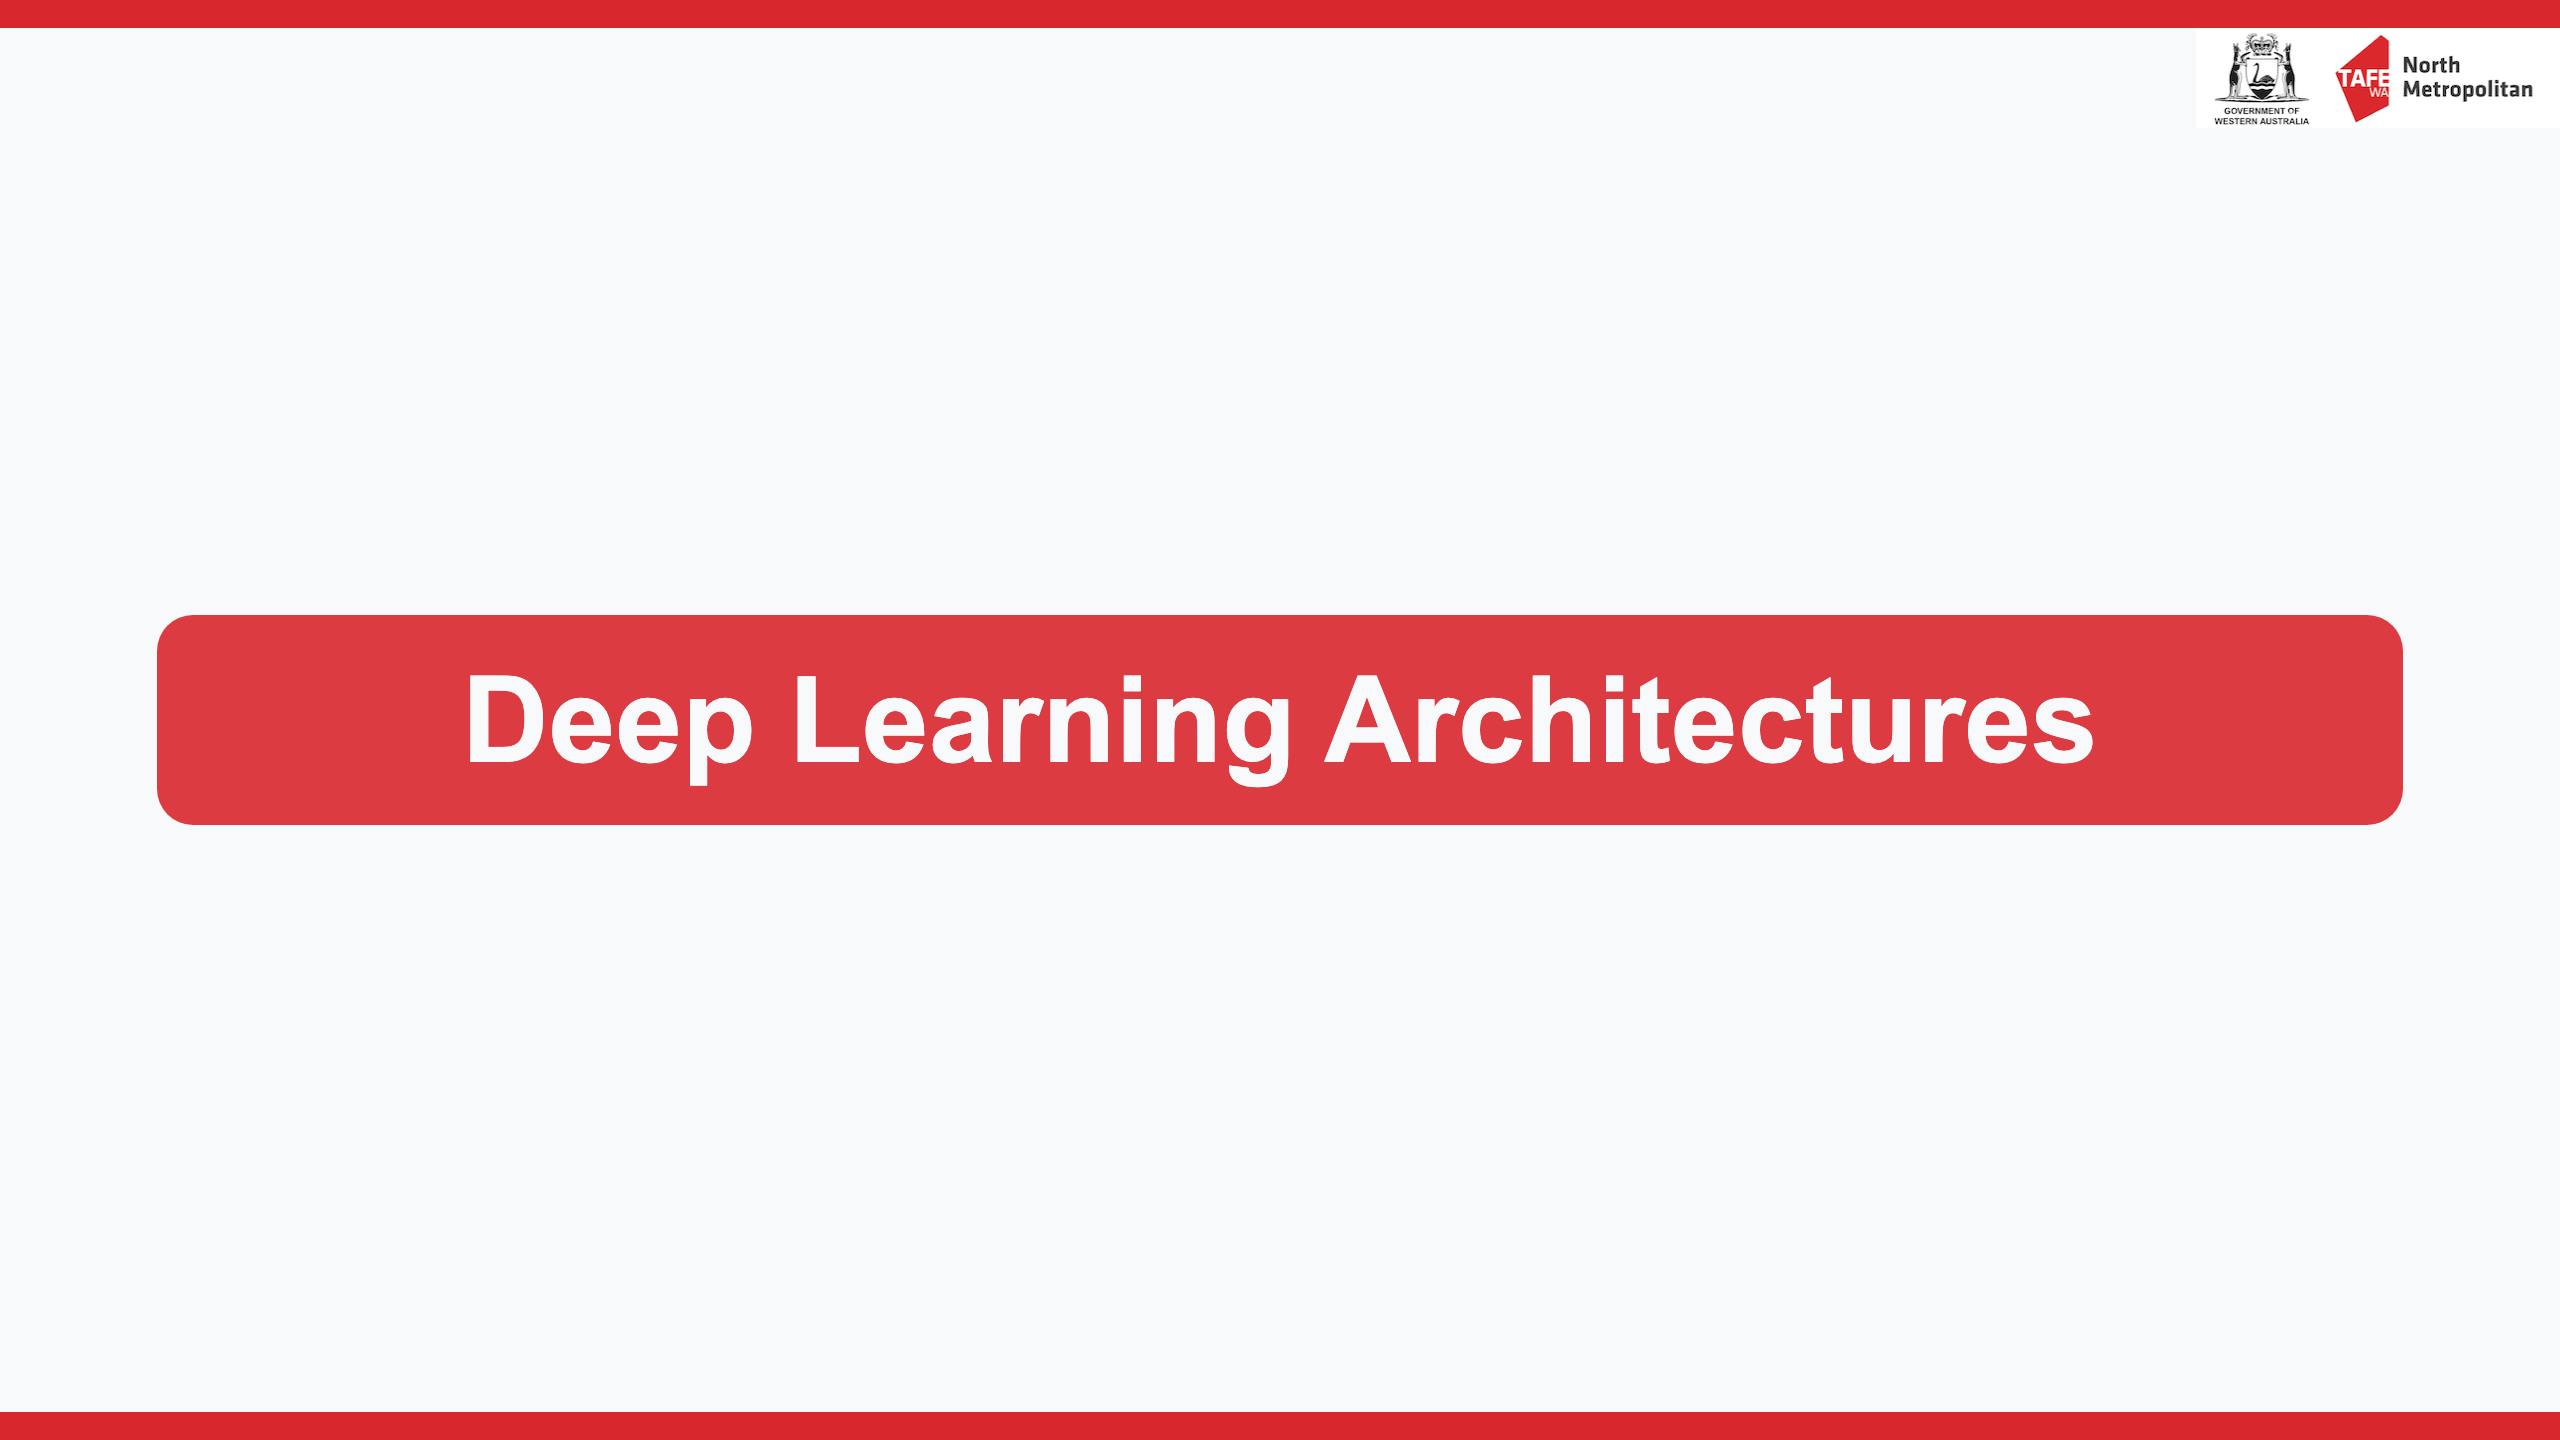 GOVERNMENT OF
WESTERN AUSTRALIA
TAFE
WA
North
Metropolitan
Deep Learning Architectures